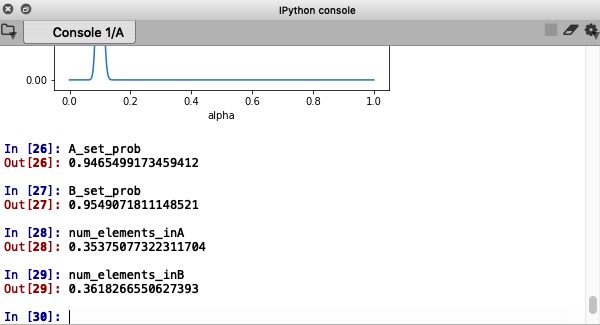 IPython console
Console 1/A
0.00
0.0 0.2 0.4 0.6 0.8 1.0
alpha
In [26]: A_set_prob
Out[26]: 0.9465499173459412
In [27]: B_set_prob
Out[27]: 0.9549071811148521
In [28]: num_elements_inA
Out[28]: 0.35375077322311704
In [29]: num_elements_inB
Out[29]: 0.3618266550627393
In [30]: